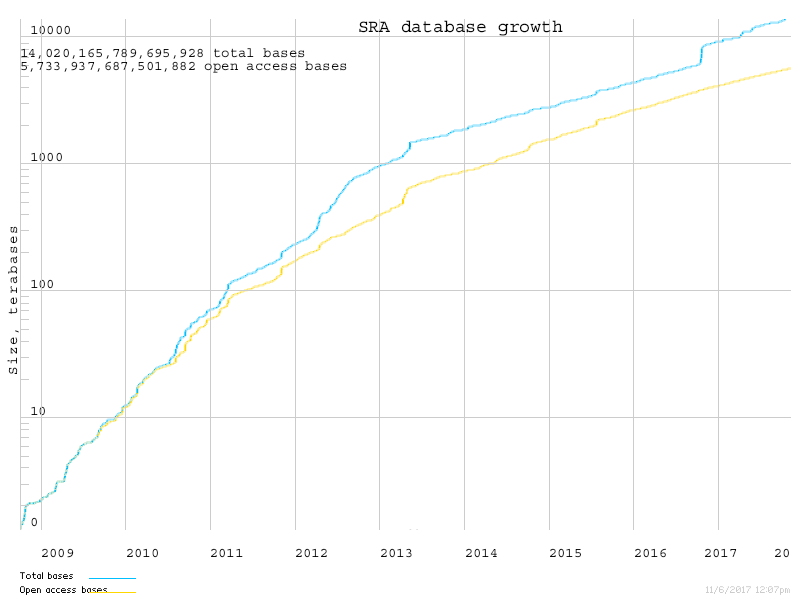 SRA database growth
10000
14,020,165,789,695,928 total bases
5,733,937,687,501,882 open access bases
1000
Size, terabases
100
10
0
2009 2010 2011 2012 2013 2014 2015 2016 2017 20
Total bases
Open access bases
11/6/2017 12:07pm